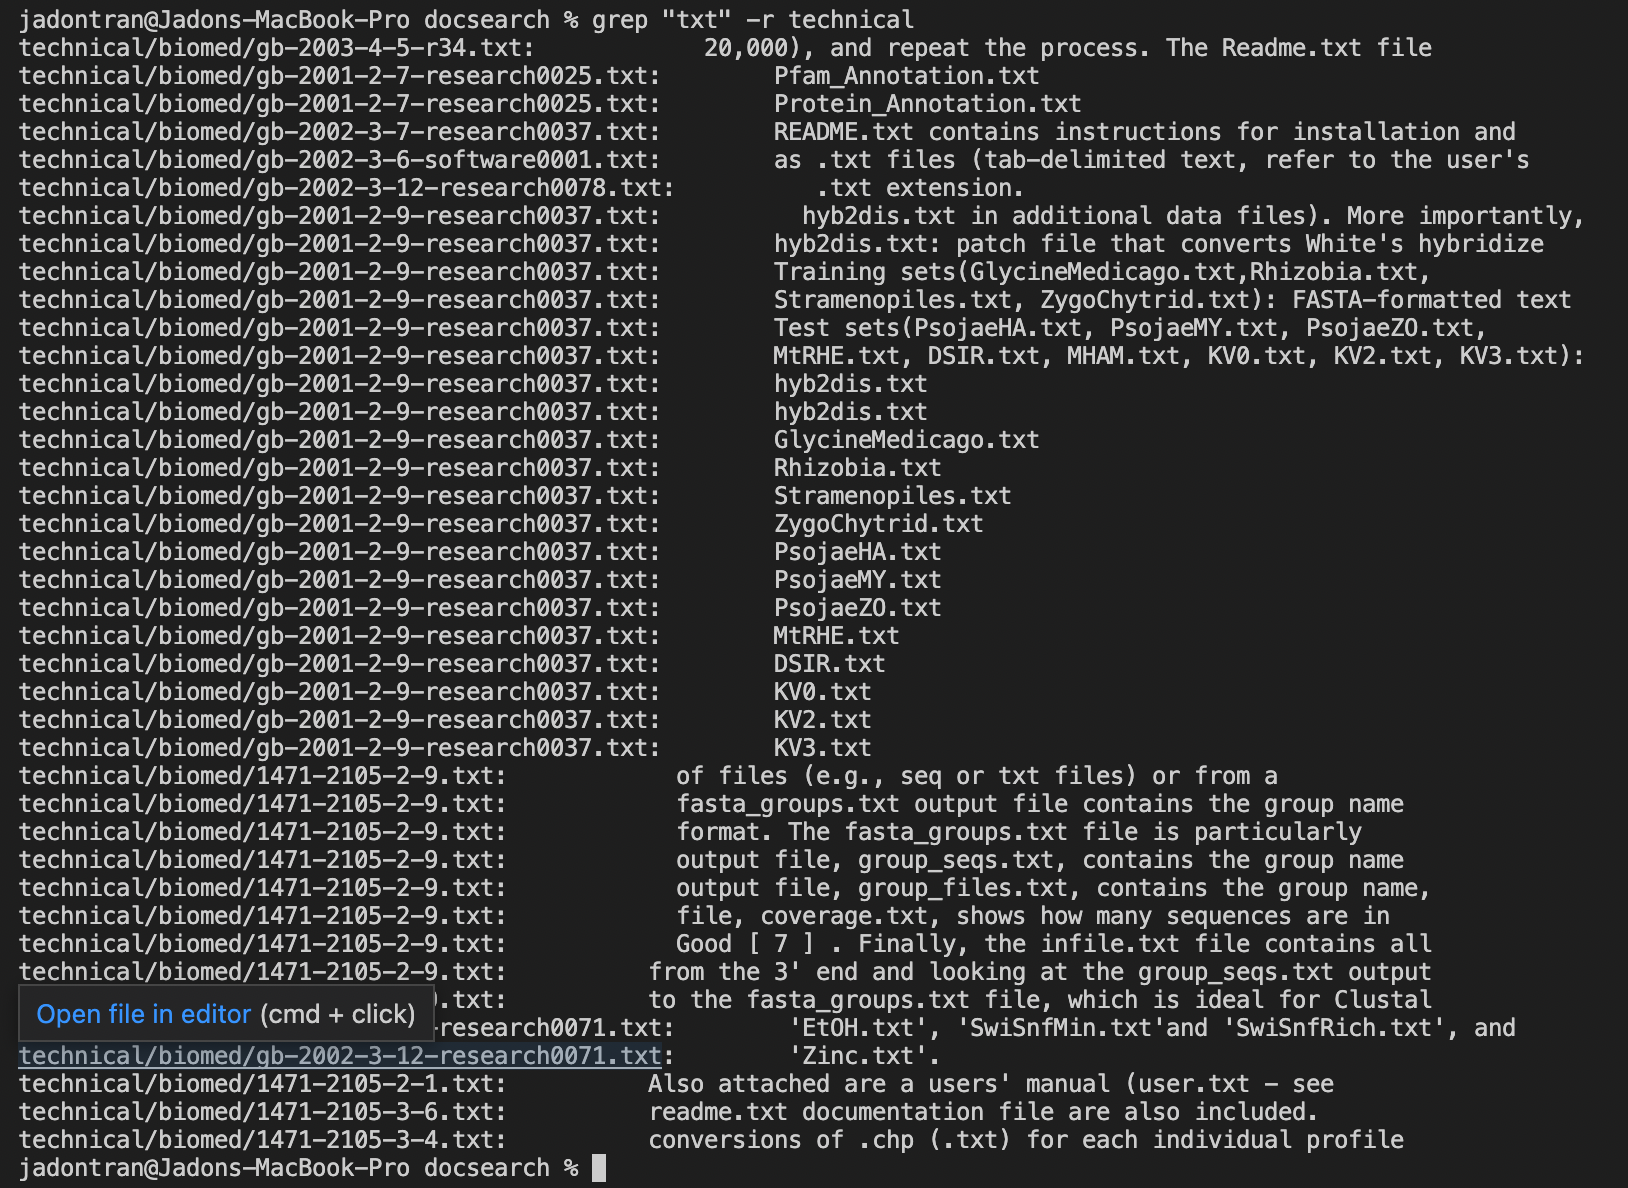 jadontran@Jadons-MacBook-Pro docsearch % grep "txt" -r technical
technical/biomed/gb-2003-4-5-r34.txt:            20,000), and repeat the process. The Readme.txt file
technical/biomed/gb-2001-2-7-research0025.txt:        Pfam_Annotation.txt
technical/biomed/gb-2001-2-7-research0025.txt:        Protein_Annotation.txt
technical/biomed/gb-2002-3-7-research0037.txt:        README.txt contains instructions for installation and
technical/biomed/gb-2002-3-6-software0001.txt:        as .txt files (tab-delimited text, refer to the user's
technical/biomed/gb-2002-3-12-research0078.txt:          .txt extension.
technical/biomed/gb-2001-2-9-research0037.txt:          hyb2dis.txt in additional data files). More importantly,
technical/biomed/gb-2001-2-9-research0037.txt:        hyb2dis.txt: patch file that converts White's hybridize
technical/biomed/gb-2001-2-9-research0037.txt:        Training sets(GlycineMedicago.txt,Rhizobia.txt,
technical/biomed/gb-2001-2-9-research0037.txt:        Stramenopiles.txt, ZygoChytrid.txt): FASTA-formatted text
technical/biomed/gb-2001-2-9-research0037.txt:        Test sets(PsojaeHA.txt, PsojaeMY.txt, PsojaeZO.txt,
technical/biomed/gb-2001-2-9-research0037.txt:        MtRHE.txt, DSIR.txt, MHAM.txt, KV0.txt, KV2.txt, KV3.txt):
technical/biomed/gb-2001-2-9-research0037.txt:        hyb2dis.txt
technical/biomed/gb-2001-2-9-research0037.txt:        hyb2dis.txt
technical/biomed/gb-2001-2-9-research0037.txt:        GlycineMedicago.txt
technical/biomed/gb-2001-2-9-research0037.txt:        Rhizobia.txt
technical/biomed/gb-2001-2-9-research0037.txt:        Stramenopiles.txt
technical/biomed/gb-2001-2-9-research0037.txt:        ZygoChytrid.txt
technical/biomed/gb-2001-2-9-research0037.txt:        PsojaeHA.txt
technical/biomed/gb-2001-2-9-research0037.txt:        PsojaeMY.txt
technical/biomed/gb-2001-2-9-research0037.txt:        PsojaeZO.txt
technical/biomed/gb-2001-2-9-research0037.txt:        MtRHE.txt
technical/biomed/gb-2001-2-9-research0037.txt:        DSIR.txt
technical/biomed/gb-2001-2-9-research0037.txt:        KV0.txt
technical/biomed/gb-2001-2-9-research0037.txt:        KV2.txt
technical/biomed/gb-2001-2-9-research0037.txt:        KV3.txt
technical/biomed/1471-2105-2-9.txt:            of files (e.g., seq or txt files) or from a
technical/biomed/1471-2105-2-9.txt:            fasta_groups.txt output file contains the group name
technical/biomed/1471-2105-2-9.txt:            format. The fasta_groups.txt file is particularly
technical/biomed/1471-2105-2-9.txt:            output file, group_seqs.txt, contains the group name
technical/biomed/1471-2105-2-9.txt:            output file, group_files.txt, contains the group name,
technical/biomed/1471-2105-2-9.txt:            file, coverage.txt, shows how many sequences are in
technical/biomed/1471-2105-2-9.txt:            Good [ 7 ] . Finally, the infile.txt file contains all
technical/biomed/1471-2105-2-9.txt:          from the 3' end and looking at the group_seqs.txt output
.txt:          to the fasta_groups.txt file, which is ideal for Clustal
Open file in editor (cmd + click)
-research0071.txt:        'EtOH.txt', 'SwiSnfMin.txt'and 'SwiSnfRich.txt', and
technical/biomed/gb-2002-3-12-research0071.txt:        'Zinc.txt'.
technical/biomed/1471-2105-2-1.txt:          Also attached are a users' manual (user.txt - see
technical/biomed/1471-2105-3-6.txt:          readme.txt documentation file are also included.
technical/biomed/1471-2105-3-4.txt:          conversions of .chp (.txt) for each individual profile
jadontran@Jadons-MacBook-Pro docsearch %